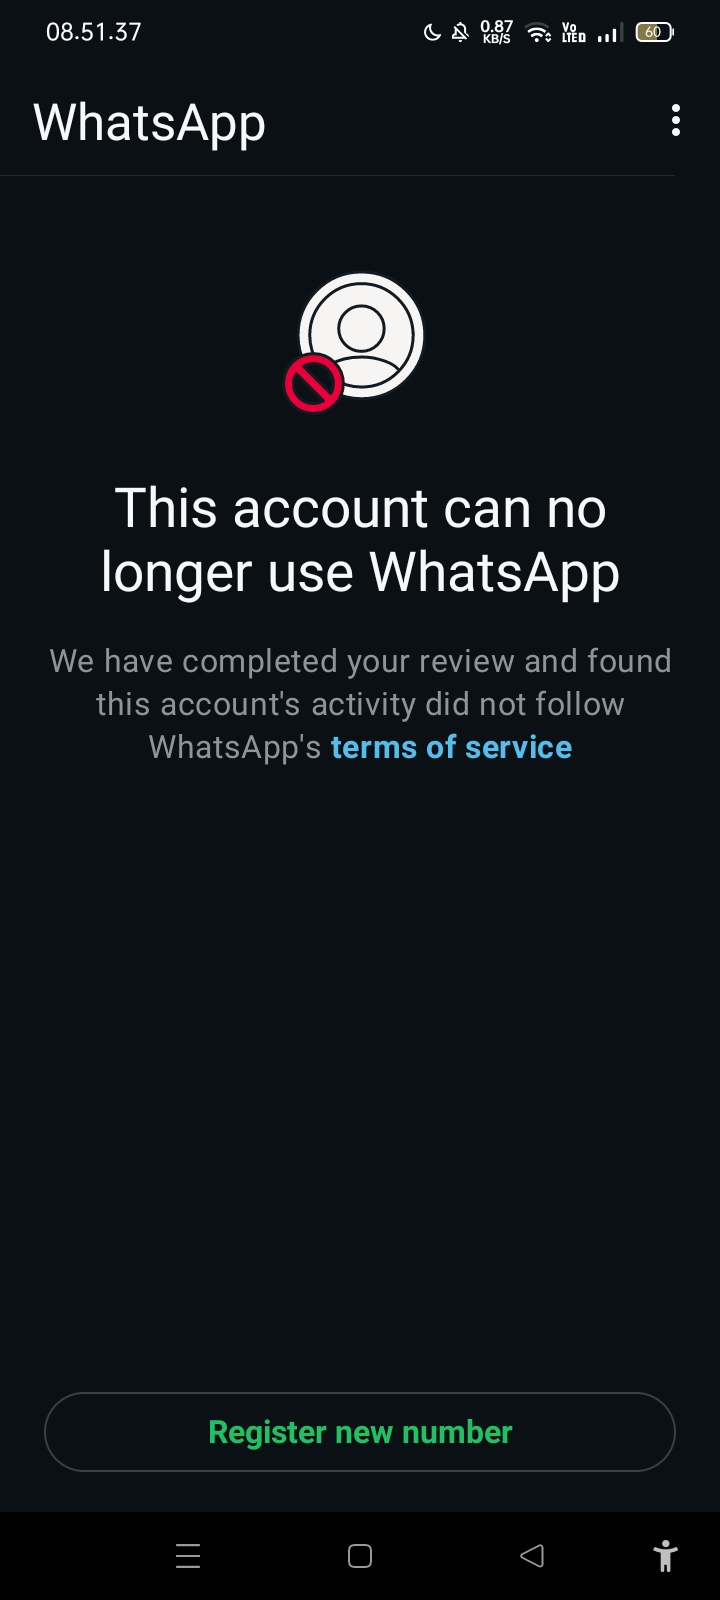 08.51.37
0.87
KB/S
Vo
LTE
60
WhatsApp
This account can no
longer use WhatsApp
We have completed your review and found
this account's activity did not follow
WhatsApp's terms of service
Register new number